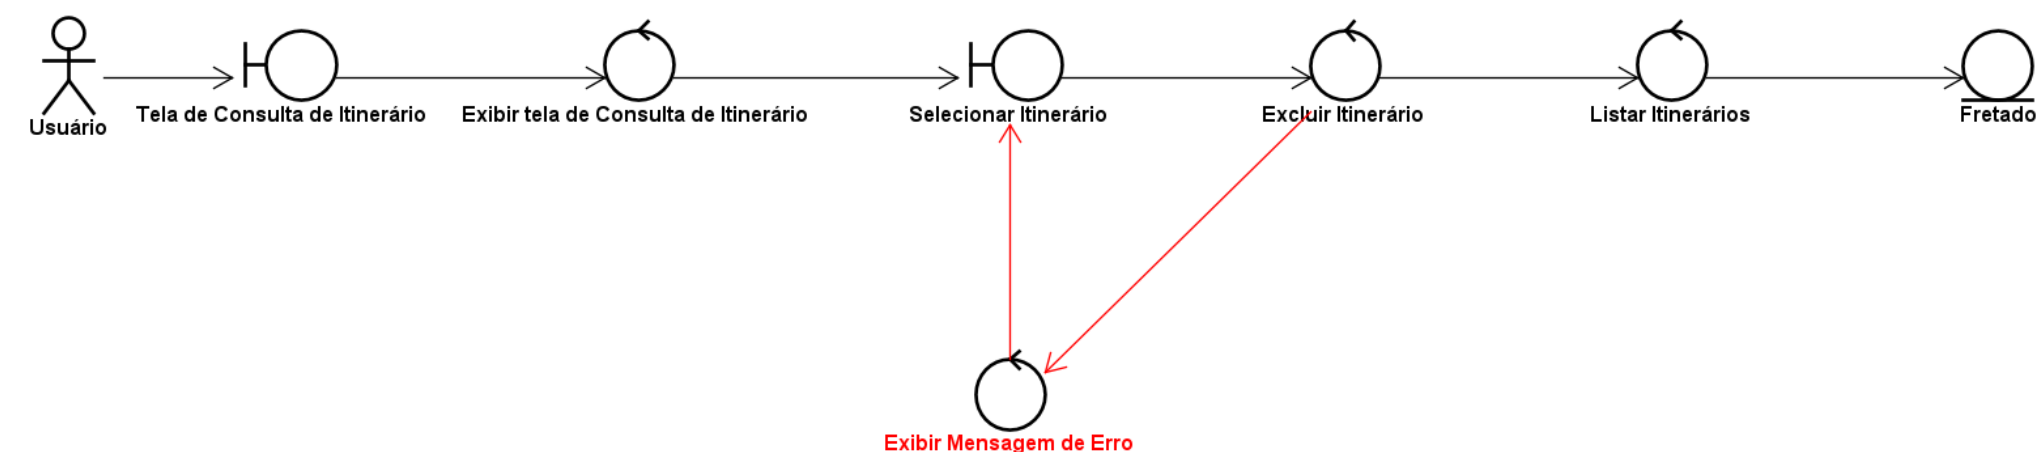 Usuário
Tela de Consulta de Itinerário
Exibir tela de Consulta de Itinerário
Selecionar Itinerário
Excluir Itinerário
Listar Itinerários
Fretado
Exibir Mensagem de Erro